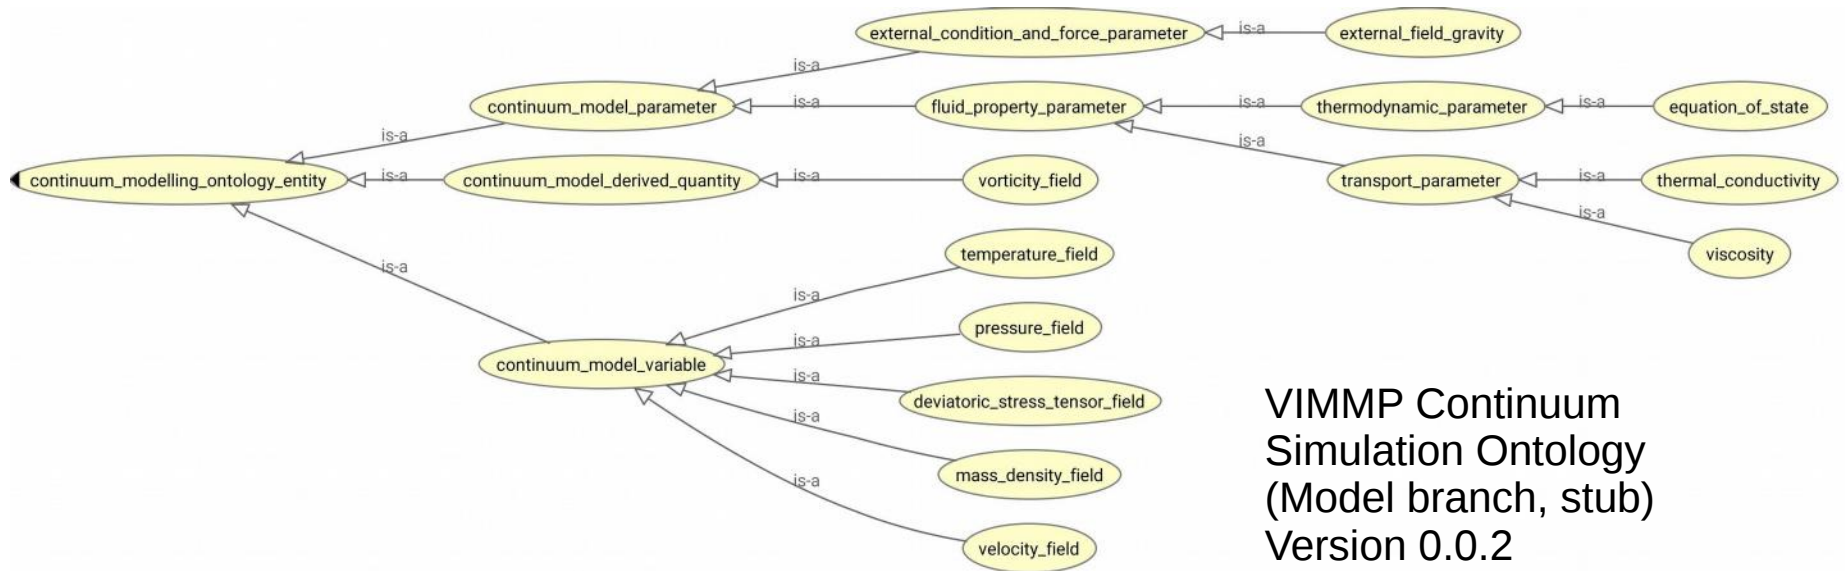 external_condition_and_force_parameter
is-a
external_field_gravity
is-a
continuum_model_parameter
is-a
fluid_property_parameter
is-a
thermodynamic_parameter
is-a
equation_of_state
is-a
is-a
continuum_modelling_ontology_entity
is-a
continuum_model_derived_quantity
is-a
vorticity_field
transport_parameter
is-a
thermal_conductivity
is-a
viscosity
is-a
temperature_field
is-a
pressure_field
is-a
continuum_model_variable
is-a
deviatoric_stress_tensor_field
is-a
mass_density_field
is-a
velocity_field
VIMMP Continuum
Simulation Ontology
(Model branch, stub)
Version 0.0.2